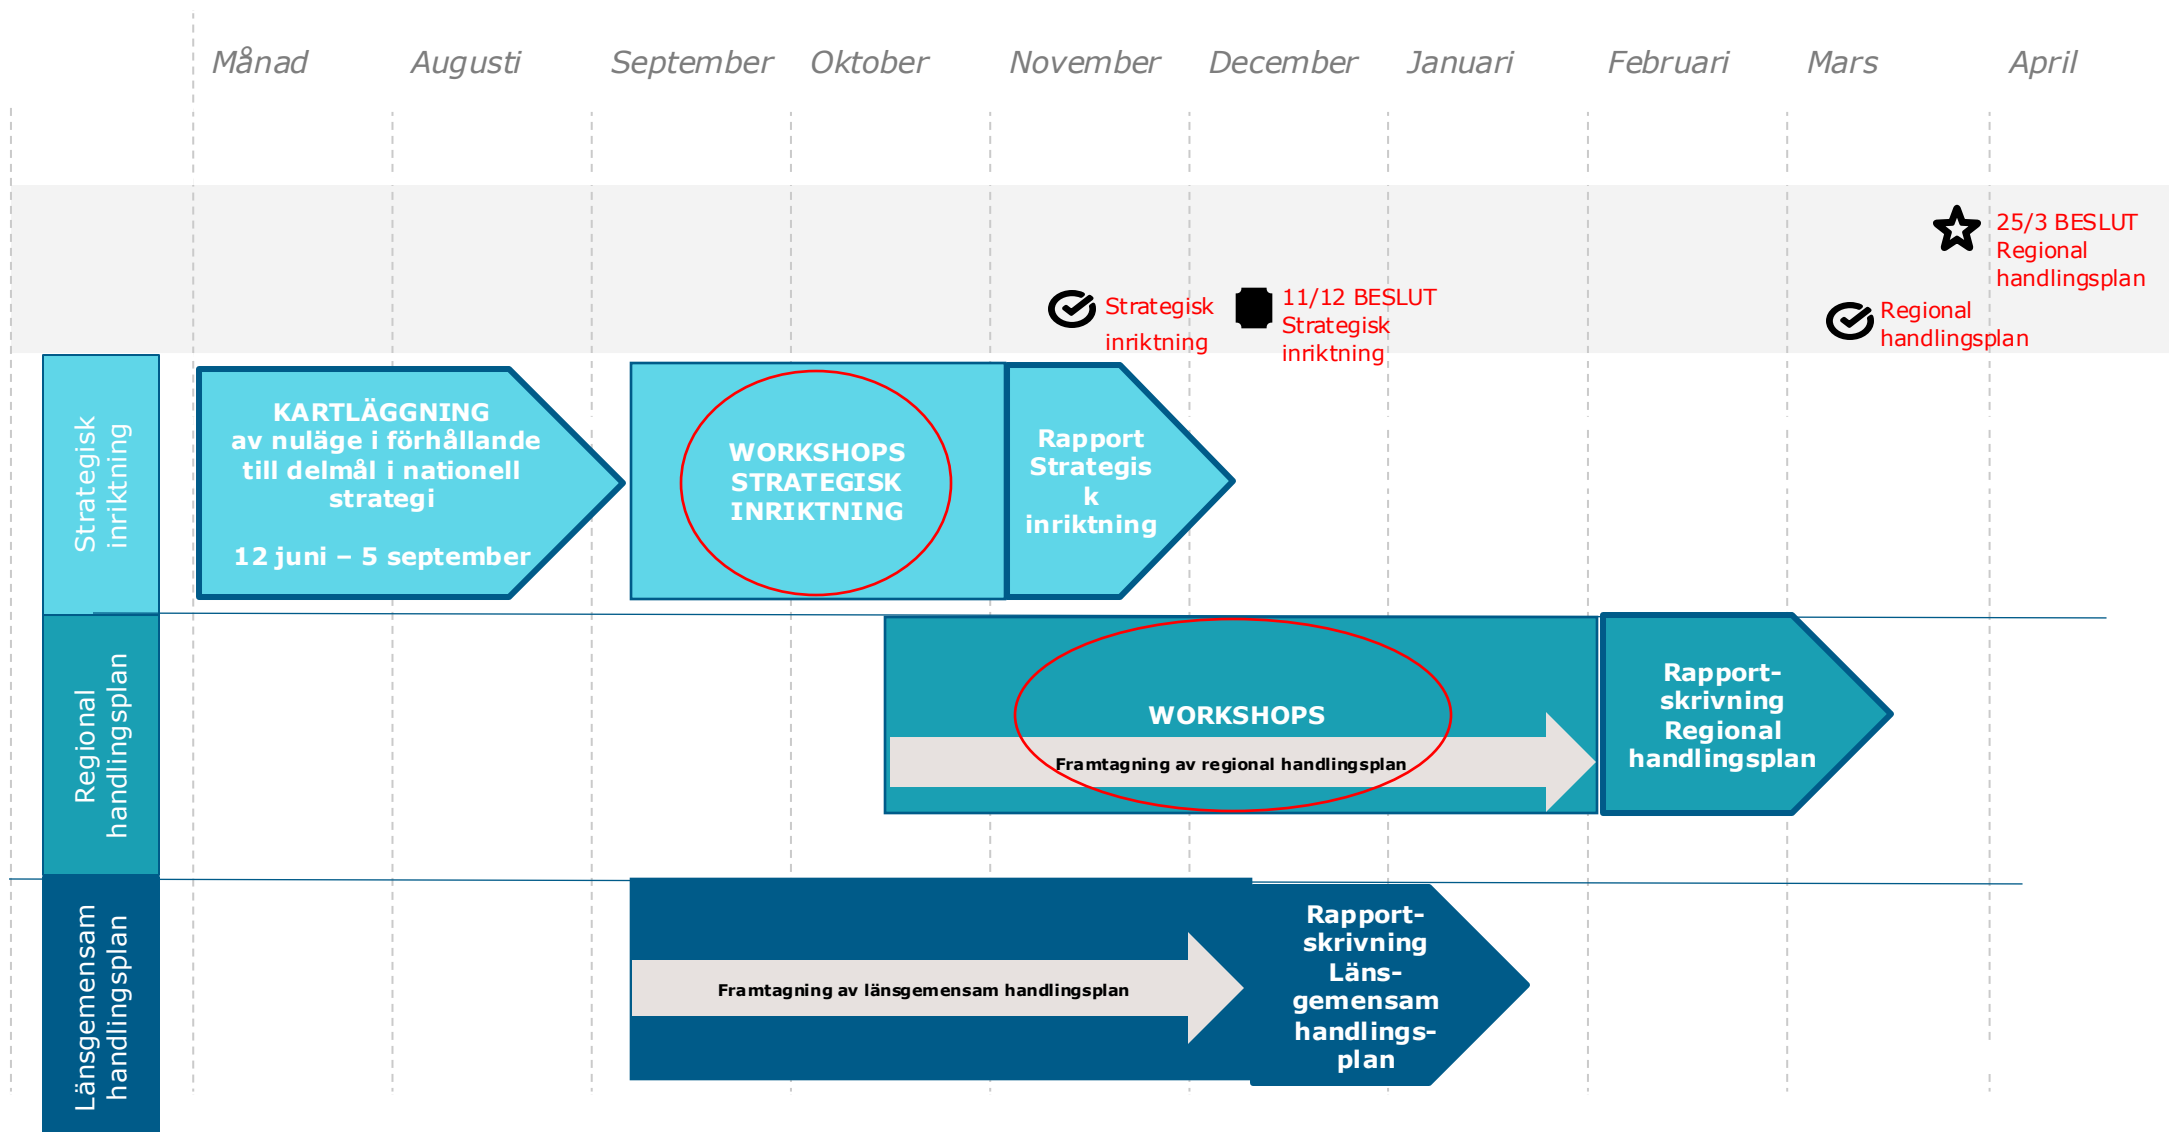 Månad Augusti September Oktober November December Januari Februari Mars April
25/3 BESLUT
Regional
handlingsplan
Strategisk
inriktning
11/12 BESLUT
Strategisk
inriktning
Regional
handlingsplan
Strategisk
inriktning
KARTLÄGGNING
av nuläge i förhållande
till delmål i nationell
strategi
12 juni – 5 september
WORKSHOPS
STRATEGISK
INRIKTNING
Rapport
Strategis
k
inriktning
Regional
handlingsplan
WORKSHOPS
Framtagning av regional handlingsplan
Rapport-
skrivning
Regional
handlingsplan
Länsgemensam
handlingsplan
Framtagning av länsgemensam handlingsplan
Rapport-
skrivning
Läns-
gemensam
handlings-
plan